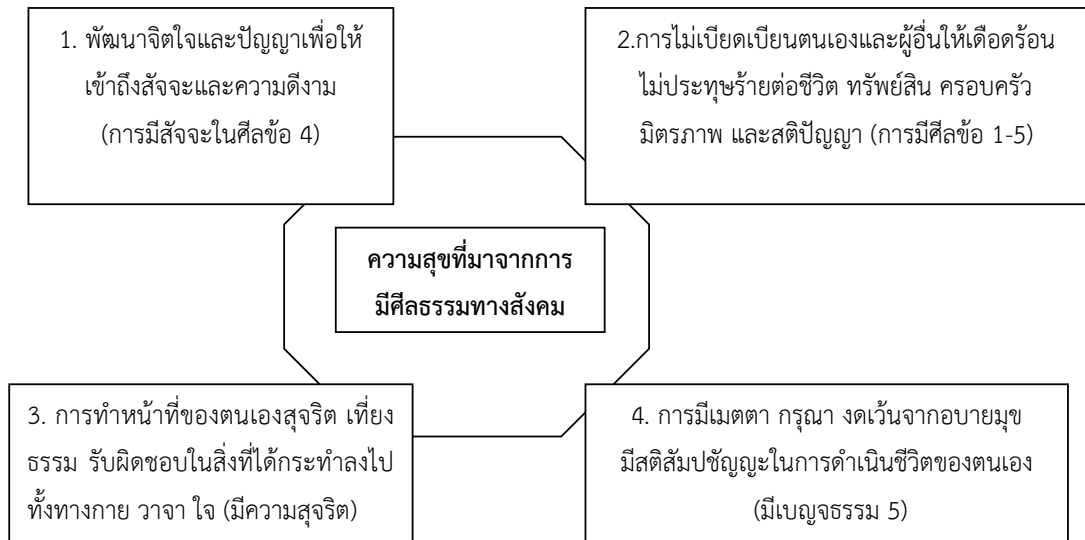 1. พัฒนาจิตใจและปัญญาเพื่อให้
เข้าถึงสัจจะและความดีงาม
(การมีสัจจะในศีลข้อ 4)
2.การไม่เบียดเบียนตนเองและผู้อื่นให้เดือดร้อน
ไม่ประทุษร้ายต่อชีวิต ทรัพย์สิน ครอบครัว
มิตรภาพ และสติปัญญา (การมีศีลข้อ 1-5)
ความสุขที่มาจากการ
มีศีลธรรมทางสังคม
3. การทำหน้าที่ของตนเองสุจริต เที่ยง
ธรรม รับผิดชอบในสิ่งที่ได้กระทำลงไป
ทั้งทางกาย วาจา ใจ (มีความสุจริต)
4. การมีเมตตา กรุณา งดเว้นจากอบายมุข
มีสติสัมปชัญญะในการดำเนินชีวิตของตนเอง
(มีเบญจธรรม 5)